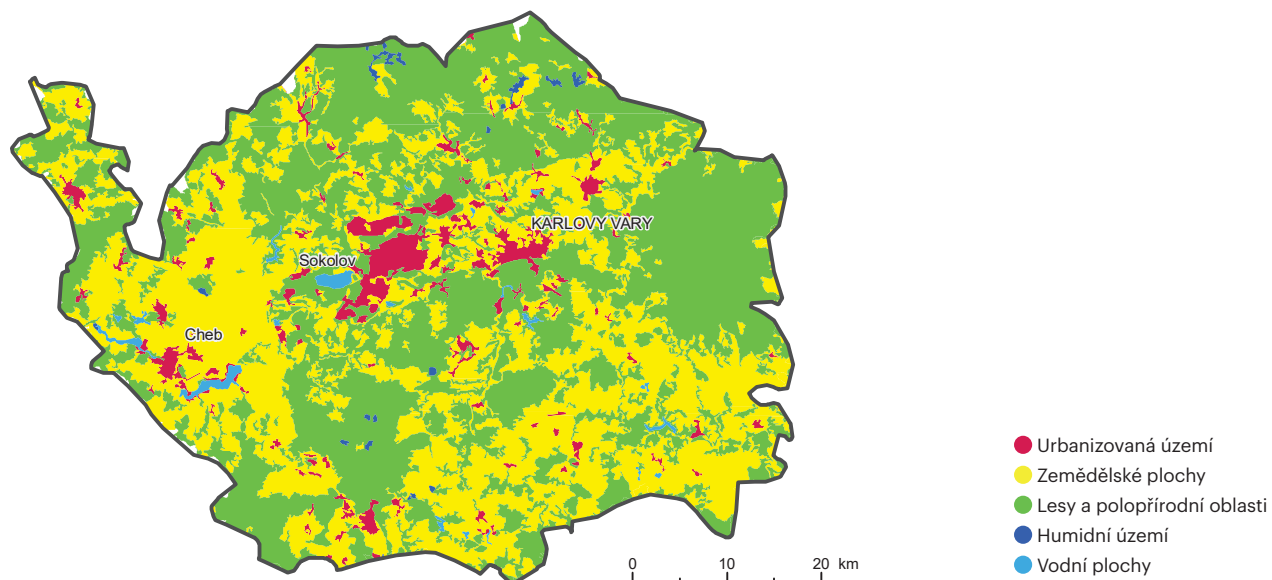 KARLOVY VARY
Sokolov
Cheb
Urbanizovaná území
Zemědělské plochy
Lesy a polopřírodní oblasti
Humidní území
Vodní plochy
0 10 20 km